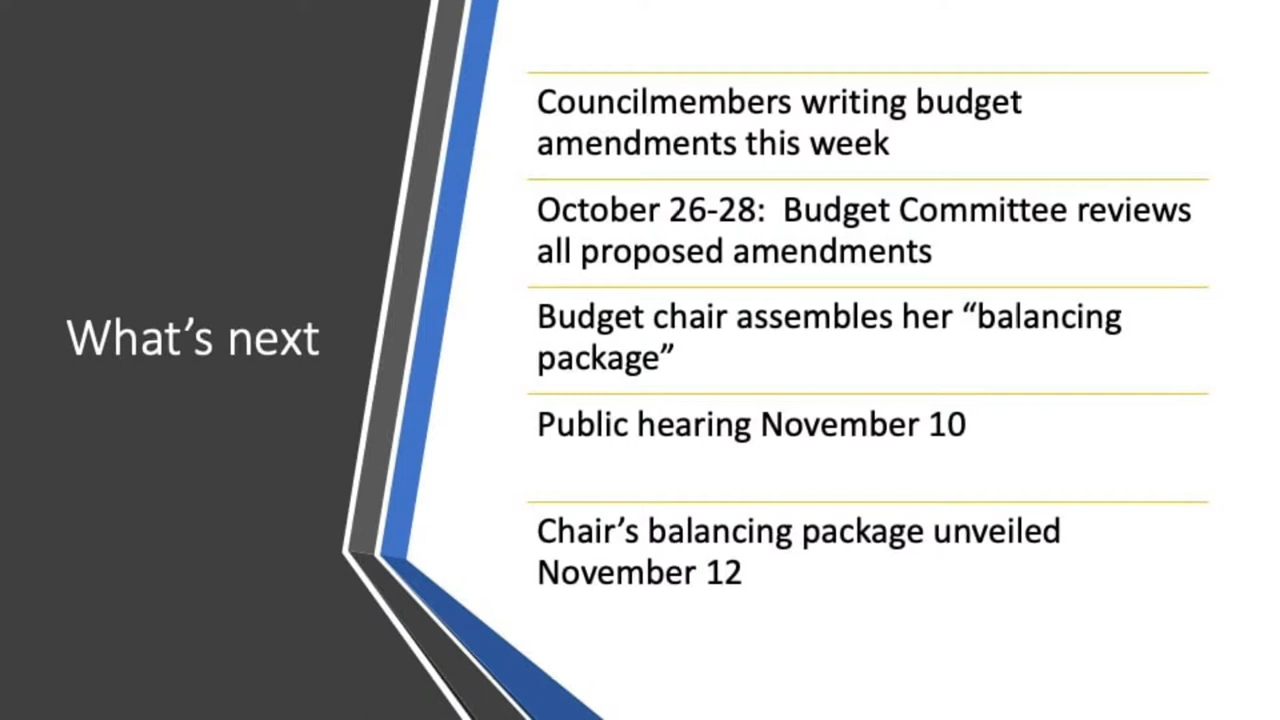 What’s next
Councilmembers writing budget
amendments this week
October 26-28:  Budget Committee reviews
all proposed amendments
Budget chair assembles her “balancing
package”
Public hearing November 10
Chair’s balancing package unveiled
November 12